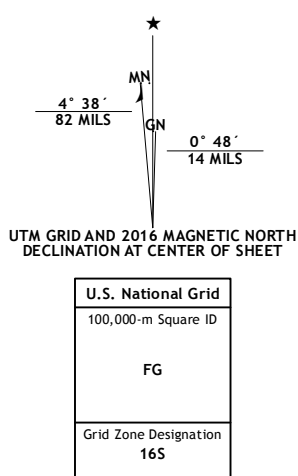 ★
MN
GN
4° 38´
82 MILS
0° 48´
14 MILS
UTM GRID AND 2016 MAGNETIC NORTH
DECLINATION AT CENTER OF SHEET
U.S. National Grid
100,000-m Square ID
FG
Grid Zone Designation
16S